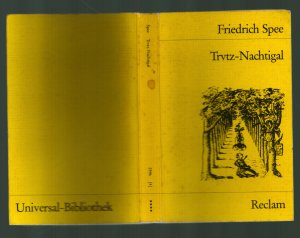 Universal-Bibliothek
Spee Trvtz-Nachtigal
Friedrich Spee
Trvtz-Nachtigal
Reclam